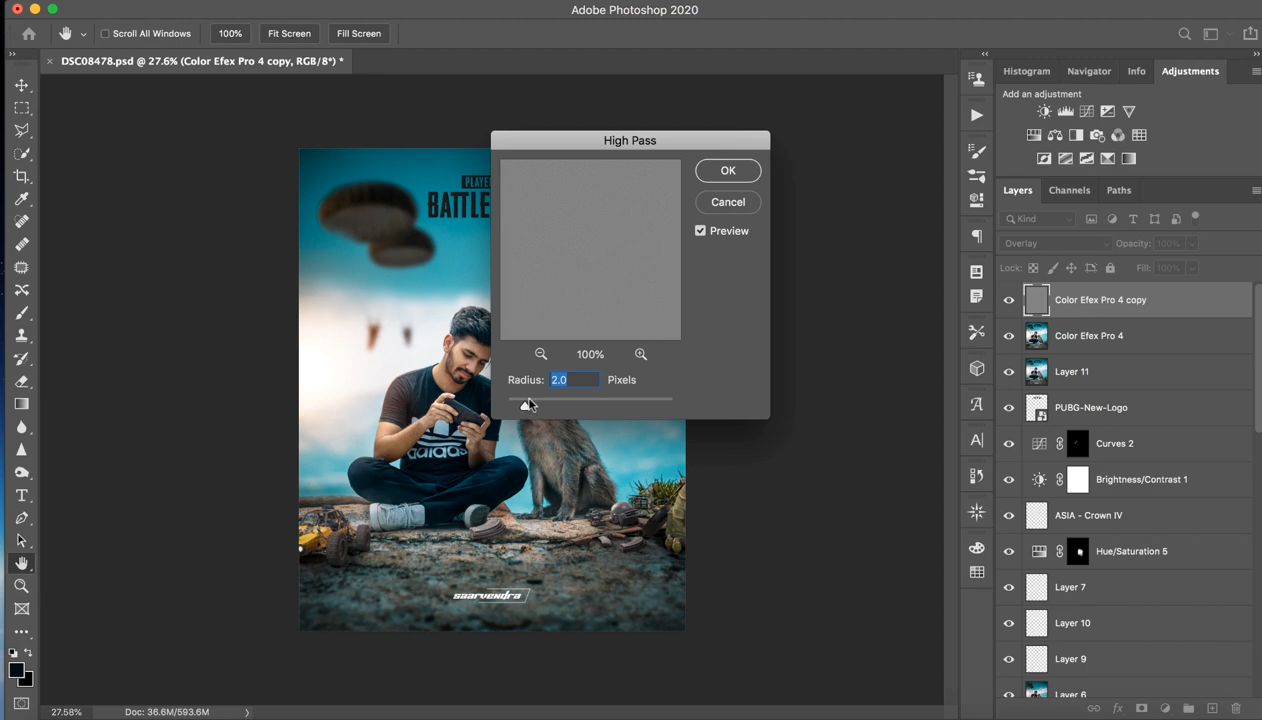 Adobe Photoshop 2020
Scroll All Windows
100%
Fit Screen
Fill Screen
DSC08478.psd @ 27.6% (Color Efex Pro 4 copy, RGB/8*) *
Histogram
Navigator
Info
Adjustments
Add an adjustment
High Pass
OK
Cancel
Preview
100%
Radius: 2.0 Pixels
PLAYER
BATTLE
adidas
saarvendra
Layers
Channels
Paths
Kind
Overlay
Opacity: 100%
Lock:
Fill: 100%
Color Efex Pro 4 copy
Color Efex Pro 4
Layer 11
PUBG-New-Logo
Curves 2
Brightness/Contrast 1
ASIA - Crown IV
Hue/Saturation 5
Layer 7
Layer 10
Layer 9
Layer 6
27.58%
Doc: 36.6M/593.6M